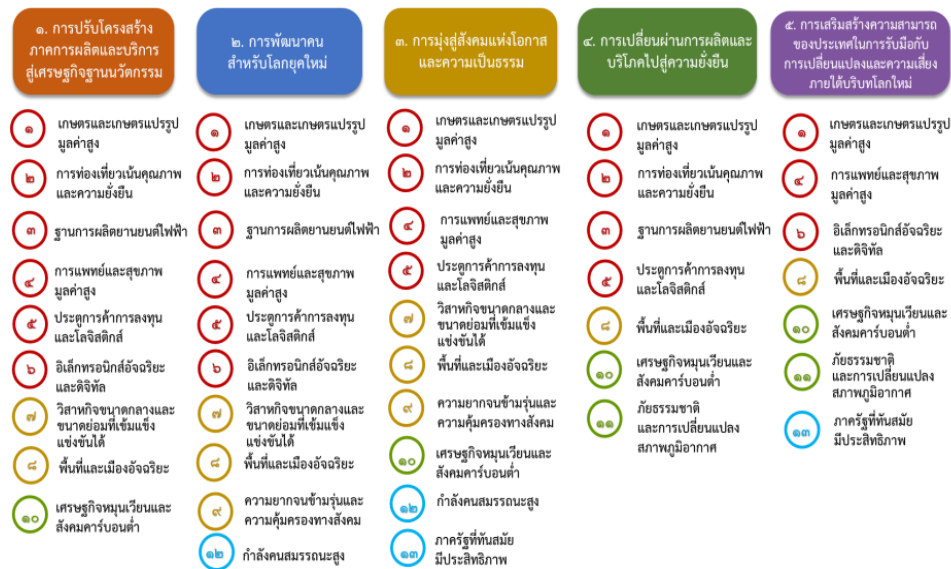 ๑. การปรับโครงสร้าง
ภาคการผลิตและบริการ
สู่เศรษฐกิจฐานนวัตกรรม
๑
เกษตรและเกษตรแปรรูป
มูลค่าสูง
๒
การท่องเที่ยวเน้นคุณภาพ
และความยั่งยืน
๓
ฐานการผลิตยานยนต์ไฟฟ้า
๔
การแพทย์และสุขภาพ
มูลค่าสูง
๕
ประตูการค้าการลงทุน
และโลจิสติกส์
๖
อิเล็กทรอนิกส์อัจฉริยะ
และดิจิทัล
๗
วิสาหกิจขนาดกลางและ
ขนาดย่อมที่เข้มแข็ง
แข่งขันได้
๘
พื้นที่และเมืองอัจฉริยะ
๑๐
เศรษฐกิจหมุนเวียนและ
สังคมคาร์บอนต่ำ
๒. การพัฒนาคน
สำหรับโลกยุคใหม่
๑
เกษตรและเกษตรแปรรูป
มูลค่าสูง
๒
การท่องเที่ยวเน้นคุณภาพ
และความยั่งยืน
๓
ฐานการผลิตยานยนต์ไฟฟ้า
๔
การแพทย์และสุขภาพ
มูลค่าสูง
๕
ประตูการค้าการลงทุน
และโลจิสติกส์
๖
อิเล็กทรอนิกส์อัจฉริยะ
และดิจิทัล
๗
วิสาหกิจขนาดกลางและ
ขนาดย่อมที่เข้มแข็ง
แข่งขันได้
๘
พื้นที่และเมืองอัจฉริยะ
๙
ความยากจนข้ามรุ่นและ
ความคุ้มครองทางสังคม
๑๒
กำลังคนสมรรถนะสูง
๓. การมุ่งสู่สังคมแห่งโอกาส
และความเป็นธรรม
๑
เกษตรและเกษตรแปรรูป
มูลค่าสูง
๒
การท่องเที่ยวเน้นคุณภาพ
และความยั่งยืน
๔
การแพทย์และสุขภาพ
มูลค่าสูง
๕
ประตูการค้าการลงทุน
และโลจิสติกส์
๗
วิสาหกิจขนาดกลางและ
ขนาดย่อมที่เข้มแข็ง
แข่งขันได้
๘
พื้นที่และเมืองอัจฉริยะ
๙
ความยากจนข้ามรุ่นและ
ความคุ้มครองทางสังคม
๑๐
เศรษฐกิจหมุนเวียนและ
สังคมคาร์บอนต่ำ
๑๒
กำลังคนสมรรถนะสูง
๑๓
ภาครัฐที่ทันสมัย
มีประสิทธิภาพ
๔. การเปลี่ยนผ่านการผลิตและ
บริโภคไปสู่ความยั่งยืน
๑
เกษตรและเกษตรแปรรูป
มูลค่าสูง
๒
การท่องเที่ยวเน้นคุณภาพ
และความยั่งยืน
๓
ฐานการผลิตยานยนต์ไฟฟ้า
๕
ประตูการค้าการลงทุน
และโลจิสติกส์
๘
พื้นที่และเมืองอัจฉริยะ
๑๐
เศรษฐกิจหมุนเวียนและ
สังคมคาร์บอนต่ำ
๑๑
ภัยธรรมชาติ
และการเปลี่ยนแปลง
สภาพภูมิอากาศ
๕. การเสริมสร้างความสามารถ
ของประเทศในการรับมือกับ
การเปลี่ยนแปลงและความเสี่ยง
ภายใต้บริบทโลกใหม่
๑
เกษตรและเกษตรแปรรูป
มูลค่าสูง
๔
การแพทย์และสุขภาพ
มูลค่าสูง
๖
อิเล็กทรอนิกส์อัจฉริยะ
และดิจิทัล
๘
พื้นที่และเมืองอัจฉริยะ
๑๐
เศรษฐกิจหมุนเวียนและ
สังคมคาร์บอนต่ำ
๑๑
ภัยธรรมชาติ
และการเปลี่ยนแปลง
สภาพภูมิอากาศ
๑๓
ภาครัฐที่ทันสมัย
มีประสิทธิภาพ